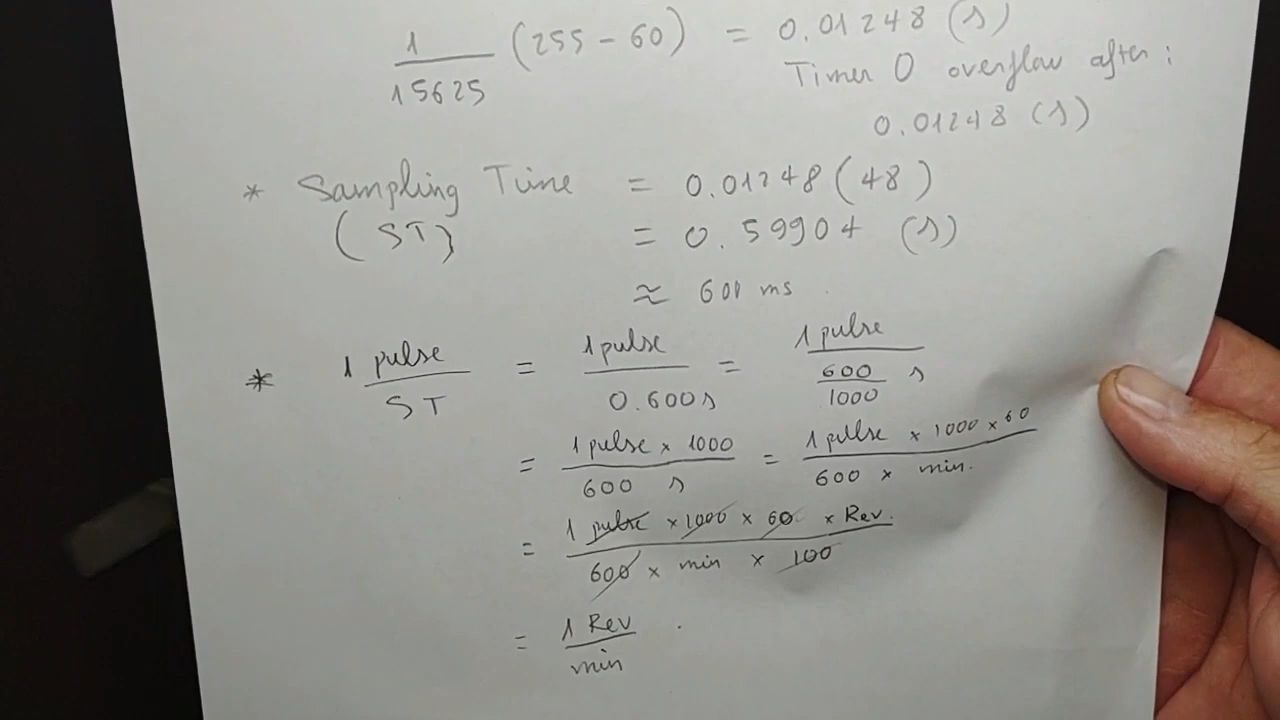 1/15625 (255 - 60) = 0.01248 (s)
Timer 0 overflow after :
0.01248 (s)
* Sampling Time = 0.01248 (48)
(ST) = 0.59904 (s)
≈ 600 ms .
* 1 pulse/ST = 1 pulse/0.600 s = 1 pulse/(600/1000 s)
= 1 pulse × 1000/600 s = 1 pulse × 1000 × 60/600 × min.
= 1 pulse × 1000 × 60 × Rev./600 × min × 100
= 1 Rev/min .